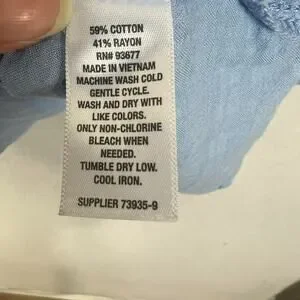 59% COTTON
41% RAYON
RN# 93677
MADE IN VIETNAM
MACHINE WASH COLD
GENTLE CYCLE.
WASH AND DRY WITH
LIKE COLORS.
ONLY NON-CHLORINE
BLEACH WHEN
NEEDED.
TUMBLE DRY LOW.
COOL IRON.
SUPPLIER 73935-9